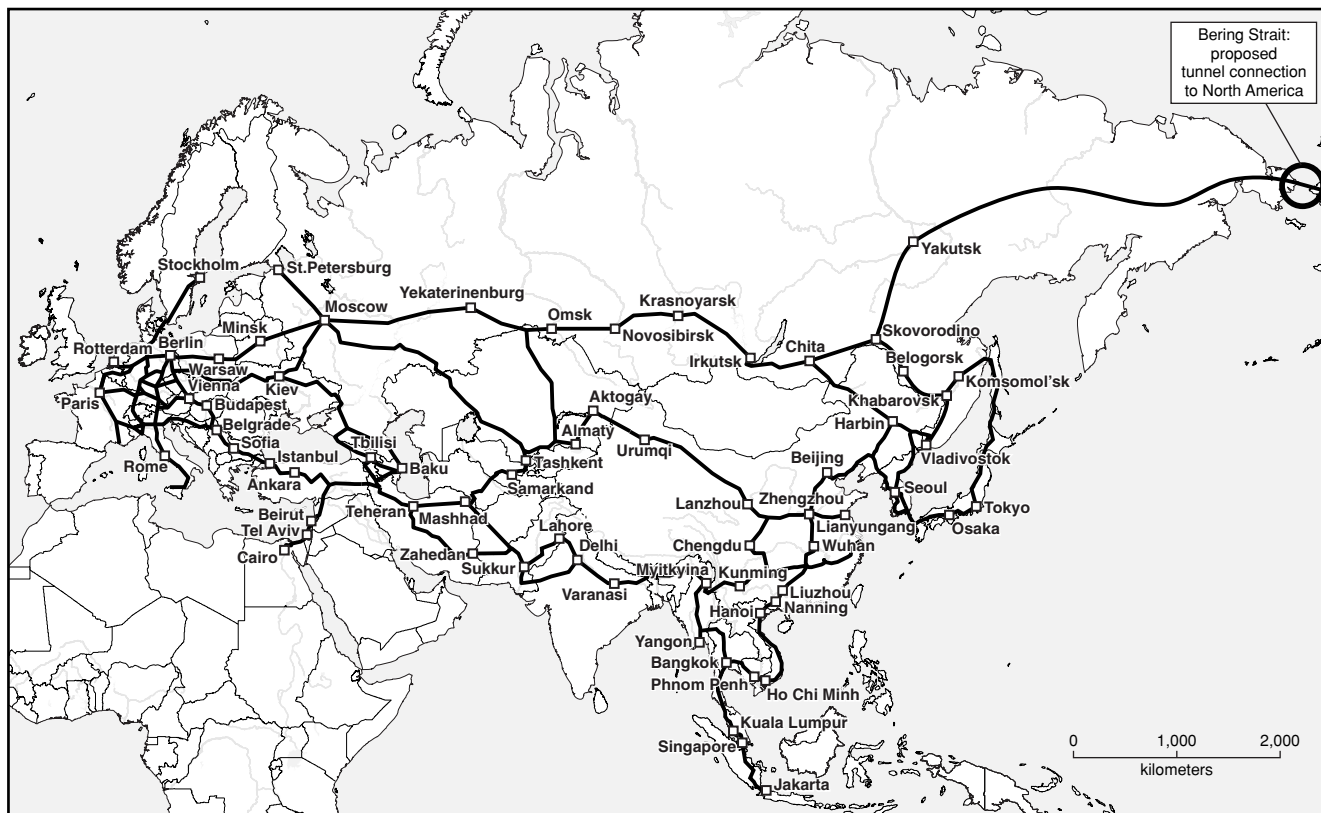 Bering Strait:
proposed
tunnel connection
to North America
Yakutsk
Stockholm
St.Petersburg
Yekaterinenburg
Krasnoyarsk
Moscow
Omsk
Novosibirsk
Skovorodino
Minsk
Berlin
Rotterdam
Irkutsk
Chita
Belogorsk
Warsaw
Vienna
Kiev
Komsomol'sk
Paris
Budapest
Aktogay
Khabarovsk
Belgrade
Harbin
Sofia
Tbilisi
Almaty
Urumqi
Vladivostok
Istanbul
Rome
Baku
Tashkent
Beijing
Ankara
Samarkand
Seoul
Lanzhou
Zhengzhou
Tokyo
Beirut
Teheran
Mashhad
Lianyungang
Osaka
Tel Aviv
Lahore
Cairo
Zahedan
Delhi
Chengdu
Wuhan
Sukkur
Myitkyina
Kunming
Varanasi
Liuzhou
Nanning
Hanoi
Yangon
Bangkok
Phnom Penh
Ho Chi Minh
Kuala Lumpur
Singapore
Jakarta
0 1,000 2,000
kilometers